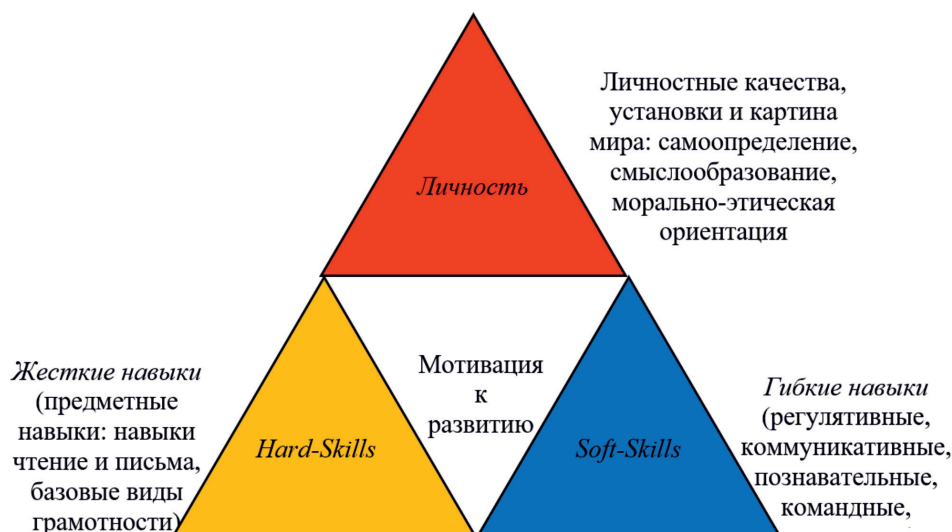 Личностные качества,
установки и картина
мира: самоопределение,
смыслообразование,
морально-этическая
ориентация
Личность
Мотивация
к
развитию
Жесткие навыки
(предметные
навыки: навыки
чтение и письма,
базовые виды
грамотности)
Hard-Skills
Soft-Skills
Гибкие навыки
(регулятивные,
коммуникативные,
познавательные,
командные,